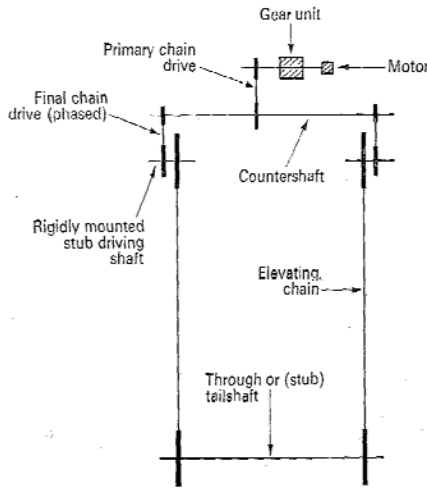 Gear unit
Primary chain
drive
Motor
Final chain
drive (phased)
Countershaft
Rigidly mounted
stub driving
shaft
Elevating
chain
Through or (stub)
tailshaft